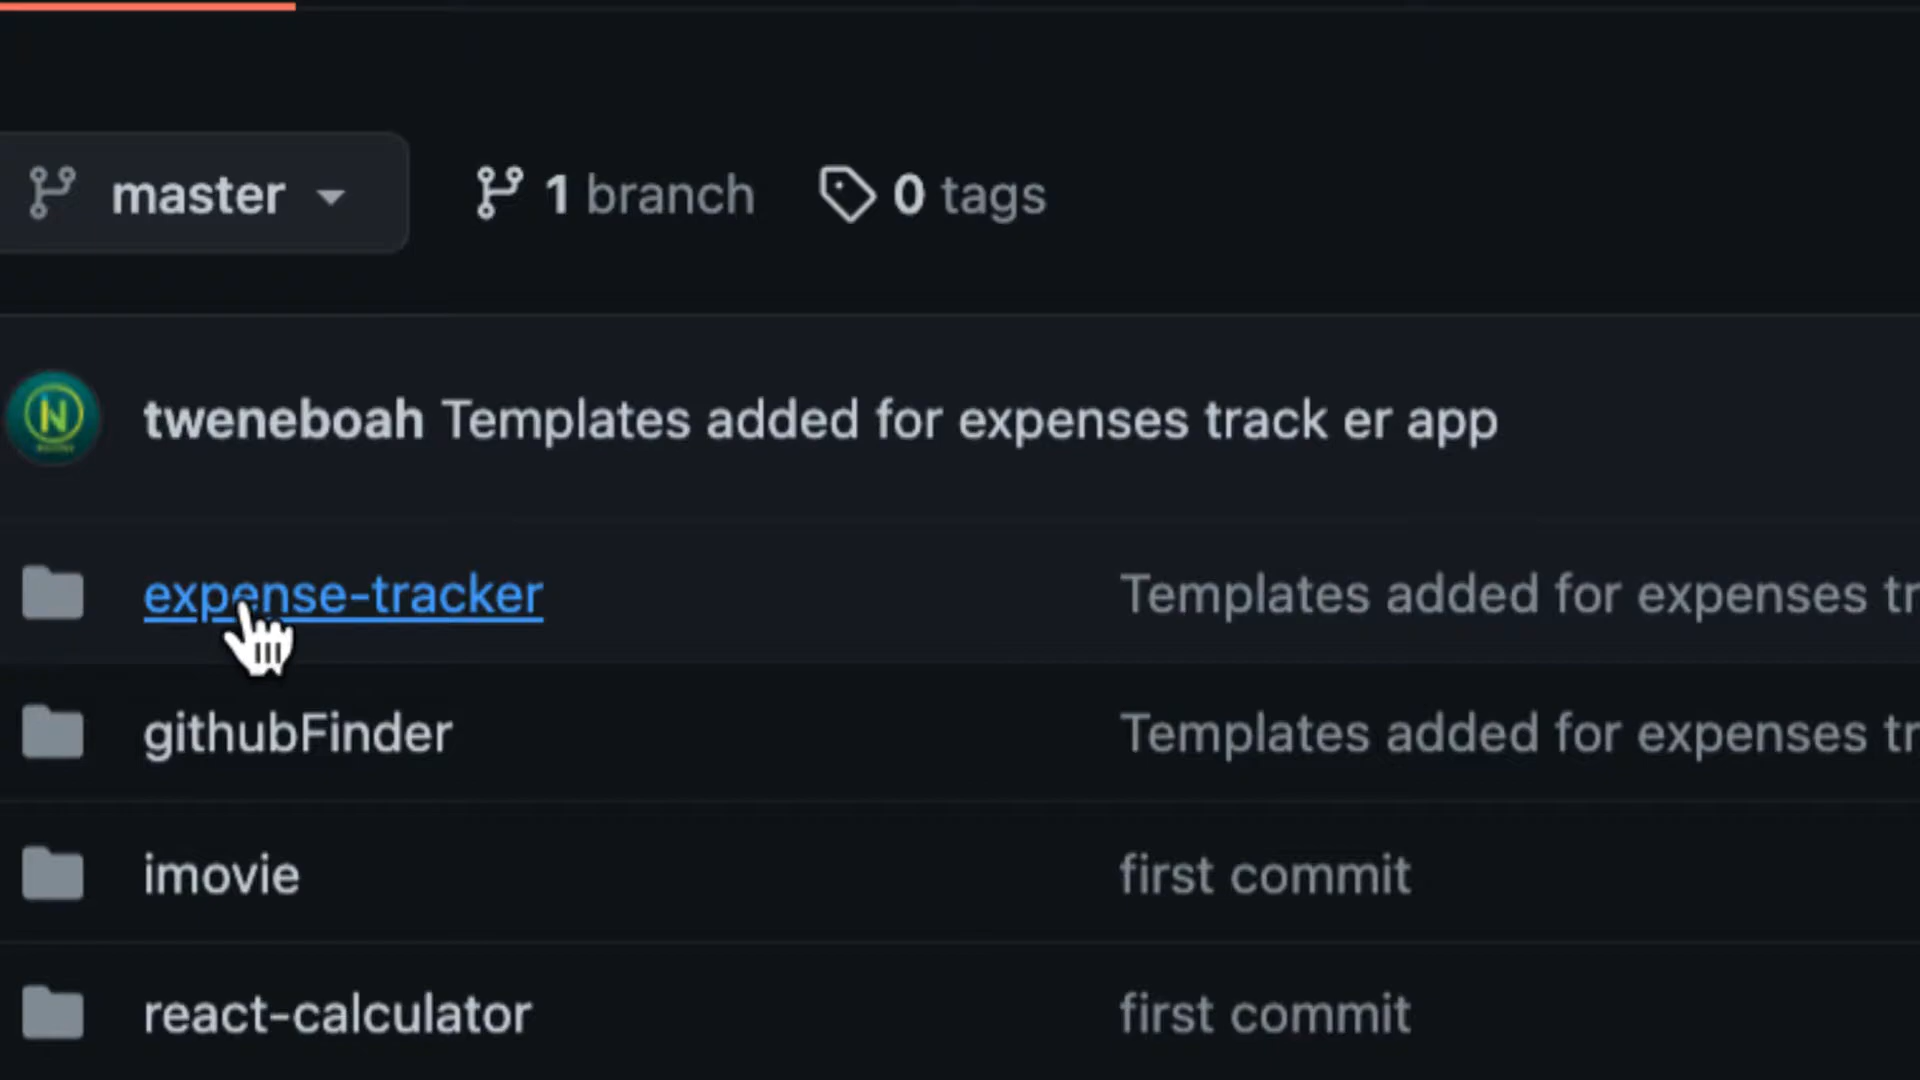 master 1 branch 0 tags
N
tweneboah Templates added for expenses track er app
expense-tracker Templates added for expenses tr
githubFinder Templates added for expenses tr
imovie first commit
react-calculator first commit